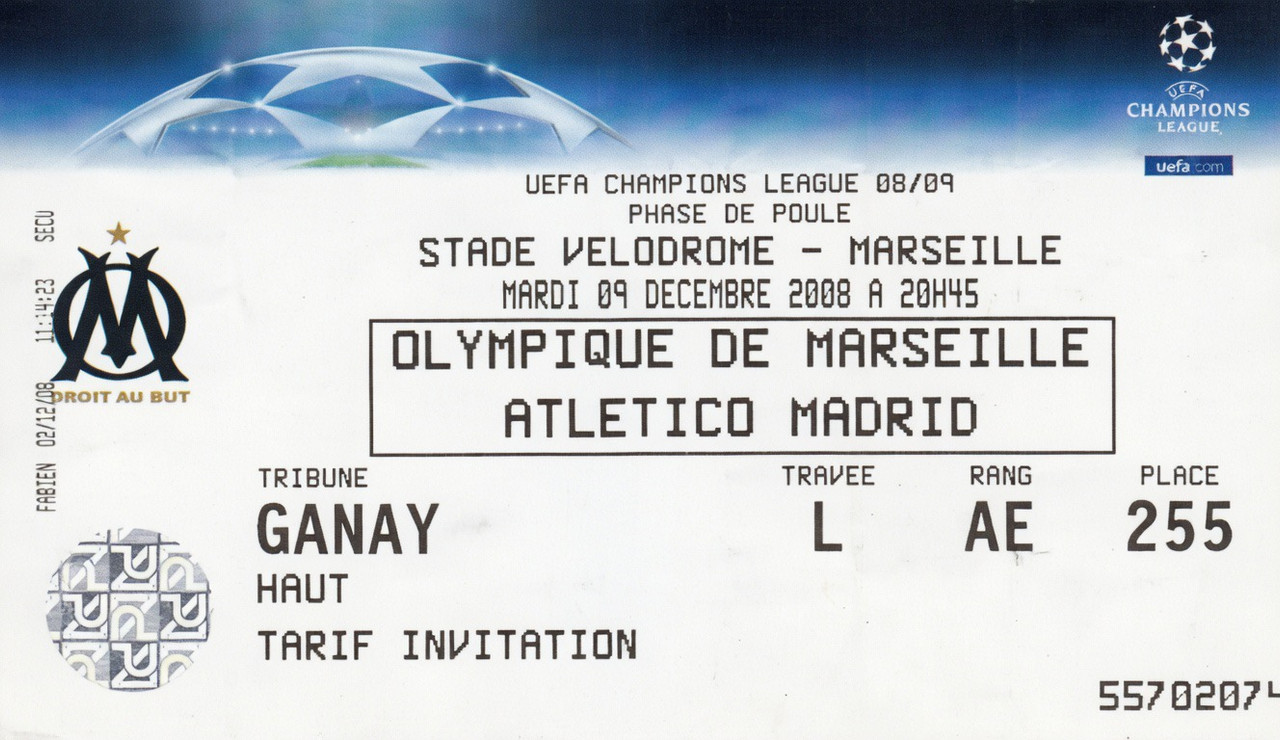 UEFA
CHAMPIONS
LEAGUE
uefa.com
UEFA CHAMPIONS LEAGUE 08/09
PHASE DE POULE
STADE VELODROME - MARSEILLE
MARDI 09 DECEMBRE 2008 A 20H45
OLYMPIQUE DE MARSEILLE
ATLETICO MADRID
FABIEN 02/12/08 11:14:23 SECU
DROIT AU BUT
TRIBUNE TRAVEE RANG PLACE
GANAY L AE 255
HAUT
TARIF INVITATION
55702074